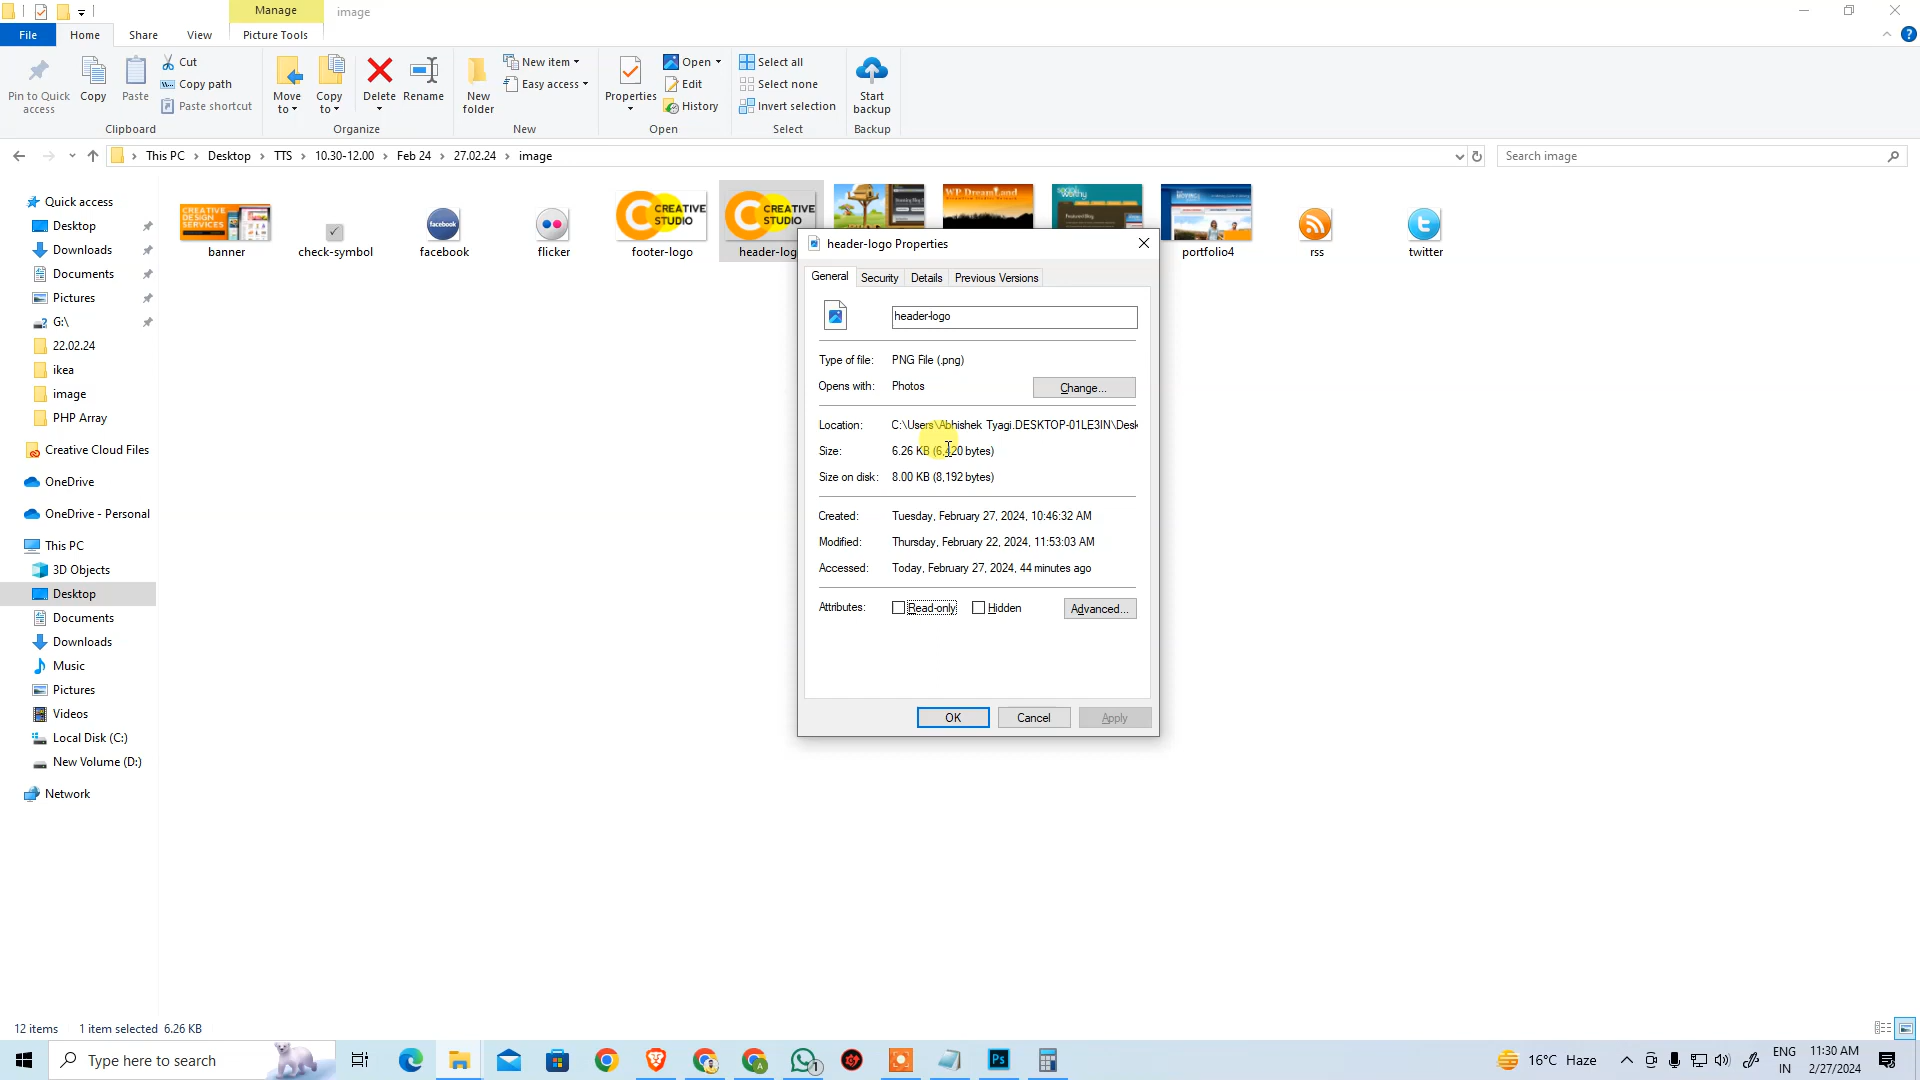 Manage
image
File
Home
Share
View
Picture Tools
Pin to Quick access
Copy
Paste
Cut
Copy path
Paste shortcut
Clipboard
Move to
Copy to
Delete
Rename
Organize
New folder
New item
Easy access
New
Properties
Open
Edit
History
Open
Select all
Select none
Invert selection
Select
Start backup
Backup
This PC > Desktop > TTS > 10.30-12.00 > Feb 24 > 27.02.24 > image
Search image
Quick access
Desktop
Downloads
Documents
Pictures
G:\
22.02.24
ikea
image
PHP Array
Creative Cloud Files
OneDrive
OneDrive - Personal
This PC
3D Objects
Desktop
Documents
Downloads
Music
Pictures
Videos
Local Disk (C:)
New Volume (D:)
Network
CREATIVE
DESIGN
SERVICES
banner
check-symbol
facebook
facebook
flicker
CREATIVE
STUDIO
footer-logo
CREATIVE
STUDIO
header-log
WP DreamLand
portfolio4
rss
twitter
header-logo Properties
General
Security
Details
Previous Versions
header-logo
Type of file: PNG File (.png)
Opens with: Photos
Change...
Location: C:\Users\Abhishek Tyagi.DESKTOP-01LE3IN\Desk
Size: 6.26 KB (6,420 bytes)
Size on disk: 8.00 KB (8,192 bytes)
Created: Tuesday, February 27, 2024, 10:46:32 AM
Modified: Thursday, February 22, 2024, 11:53:03 AM
Accessed: Today, February 27, 2024, 44 minutes ago
Attributes: Read-only Hidden
Advanced...
OK
Cancel
Apply
12 items
1 item selected 6.26 KB
Type here to search
Ps
16°C Haze
ENG
IN
11:30 AM
2/27/2024